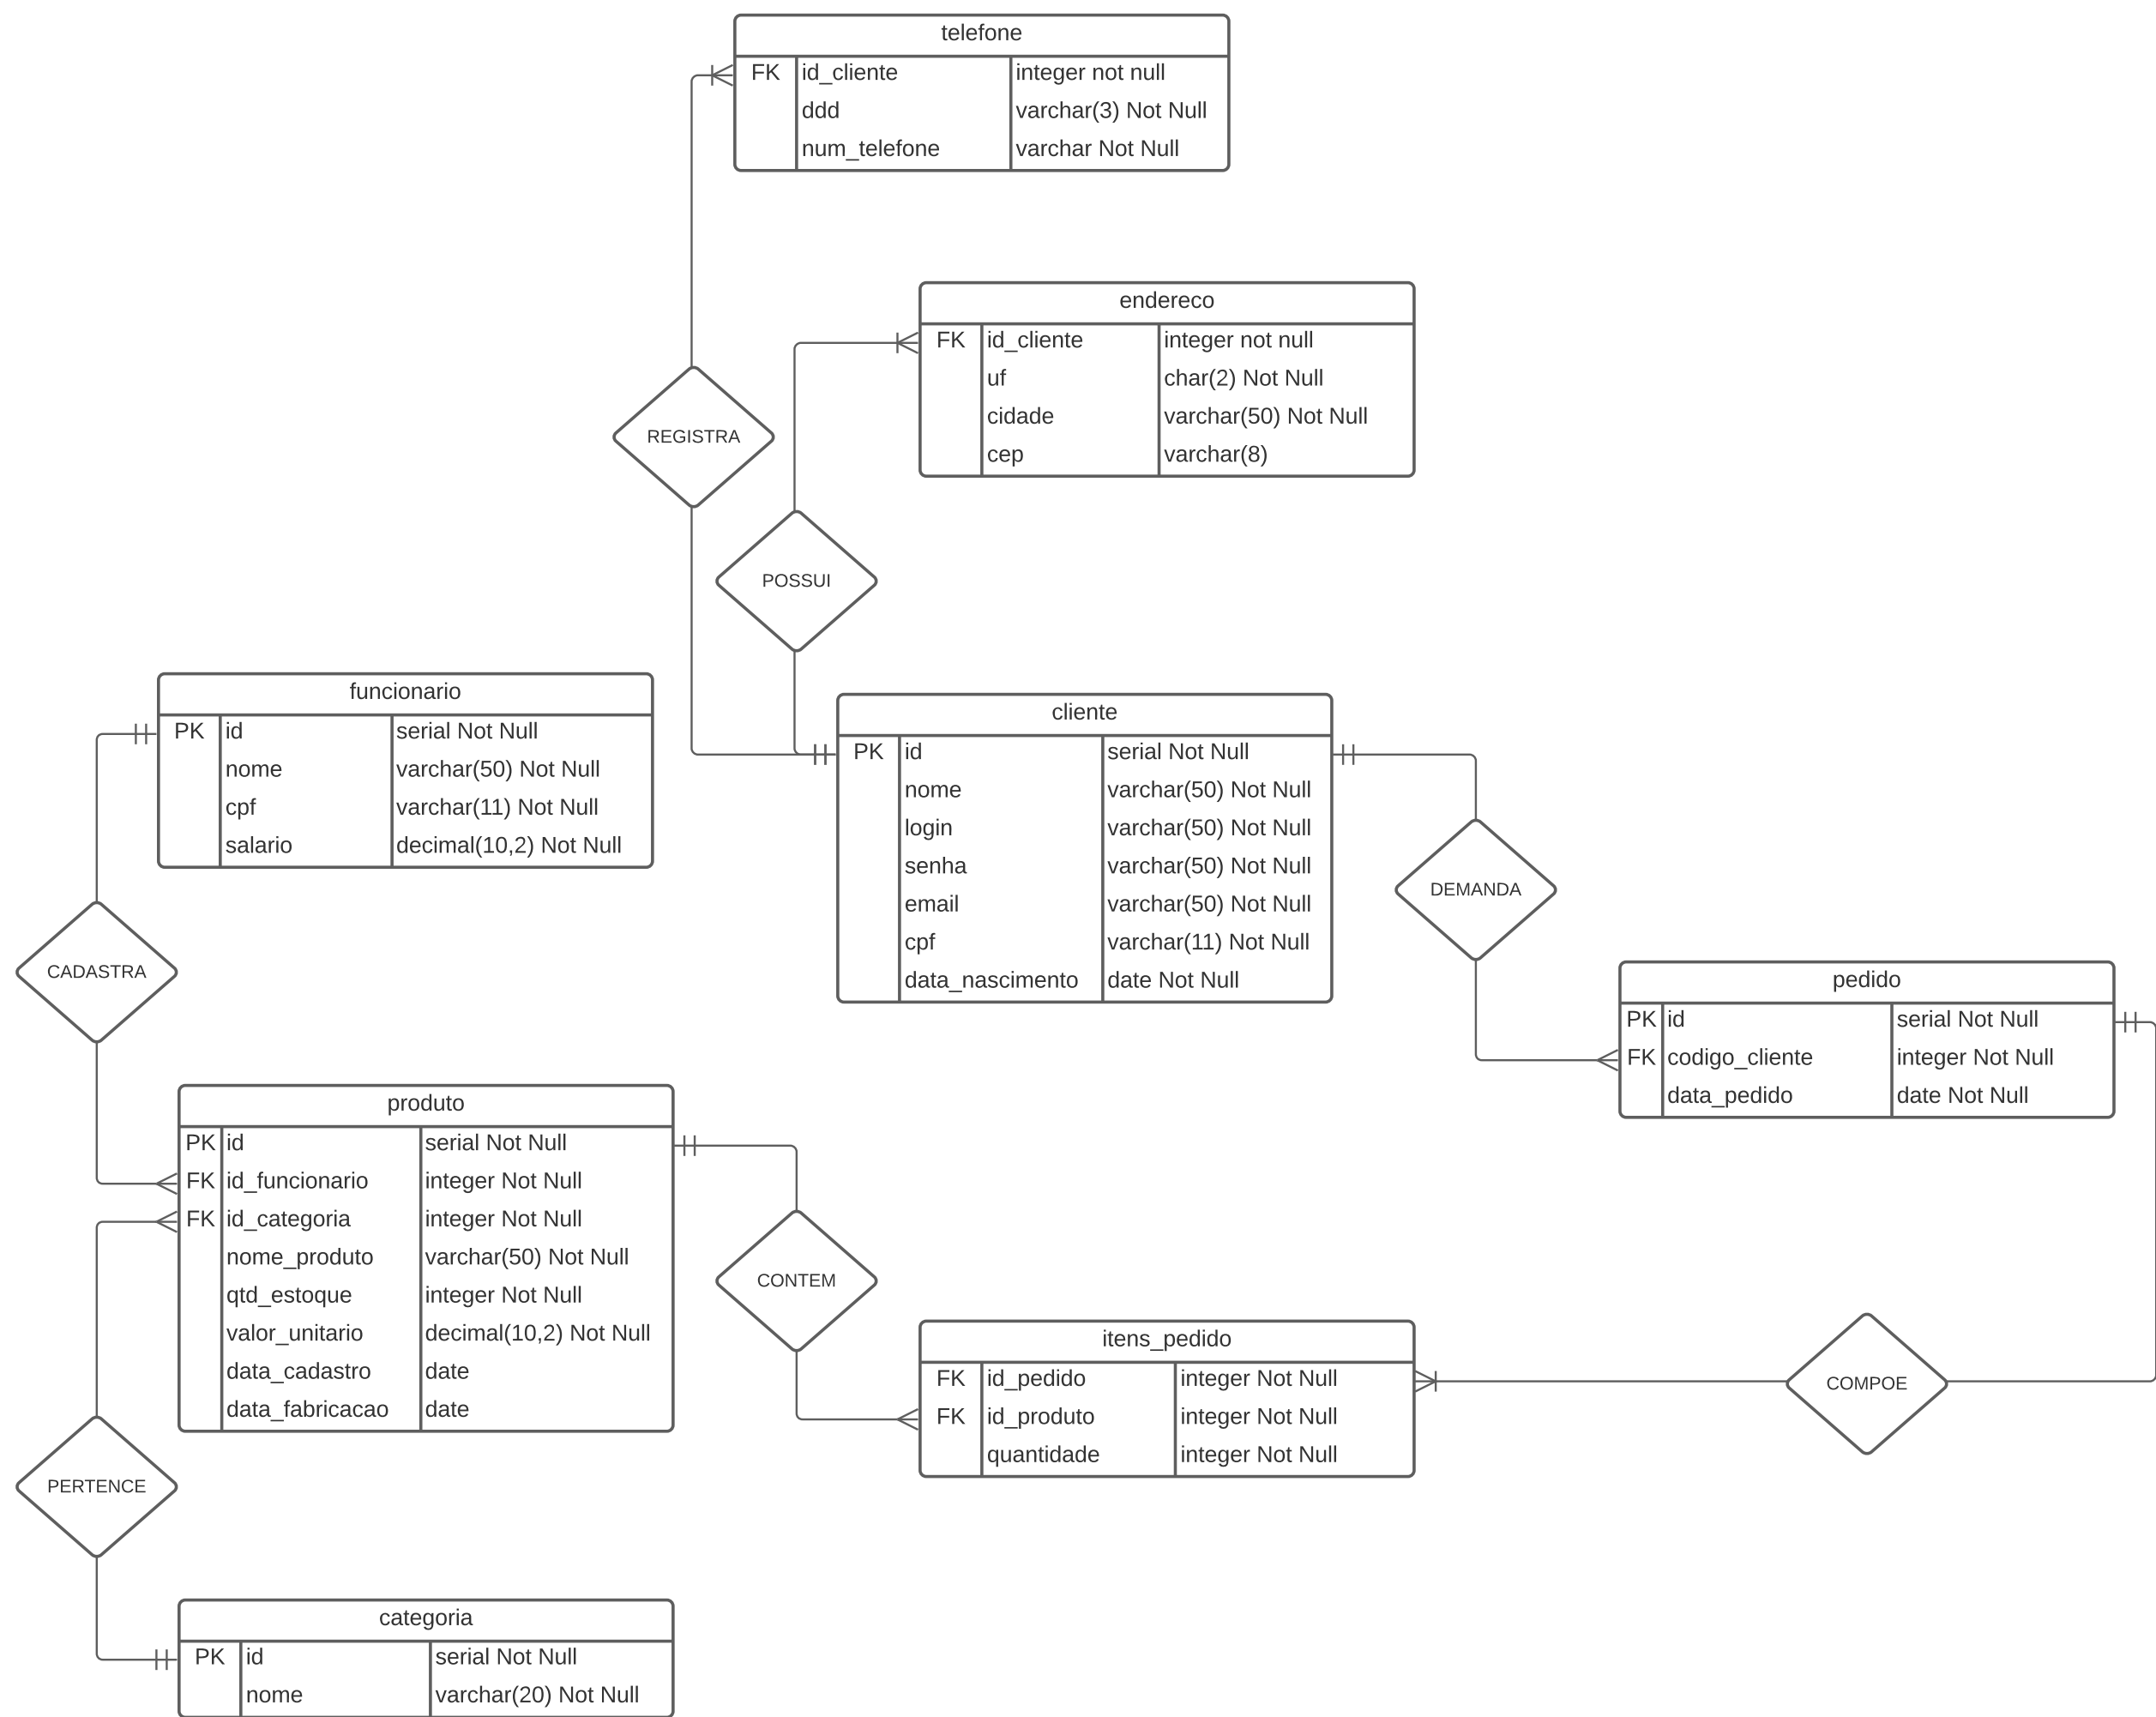 telefone
FK id_cliente integer not null
ddd varchar(3) Not Null
num_telefone varchar Not Null
endereco
FK id_cliente integer not null
uf char(2) Not Null
cidade varchar(50) Not Null
cep varchar(8)
REGISTRA
POSSUI
funcionario
PK id serial Not Null
nome varchar(50) Not Null
cpf varchar(11) Not Null
salario decimal(10,2) Not Null
cliente
PK id serial Not Null
nome varchar(50) Not Null
login varchar(50) Not Null
senha varchar(50) Not Null
email varchar(50) Not Null
cpf varchar(11) Not Null
data_nascimento date Not Null
DEMANDA
CADASTRA
pedido
PK id serial Not Null
FK codigo_cliente integer Not Null
data_pedido date Not Null
produto
PK id serial Not Null
FK id_funcionario integer Not Null
FK id_categoria integer Not Null
nome_produto varchar(50) Not Null
qtd_estoque integer Not Null
valor_unitario decimal(10,2) Not Null
data_cadastro date
data_fabricacao date
CONTEM
itens_pedido
FK id_pedido integer Not Null
FK id_produto integer Not Null
quantidade integer Not Null
COMPOE
PERTENCE
categoria
PK id serial Not Null
nome varchar(20) Not Null